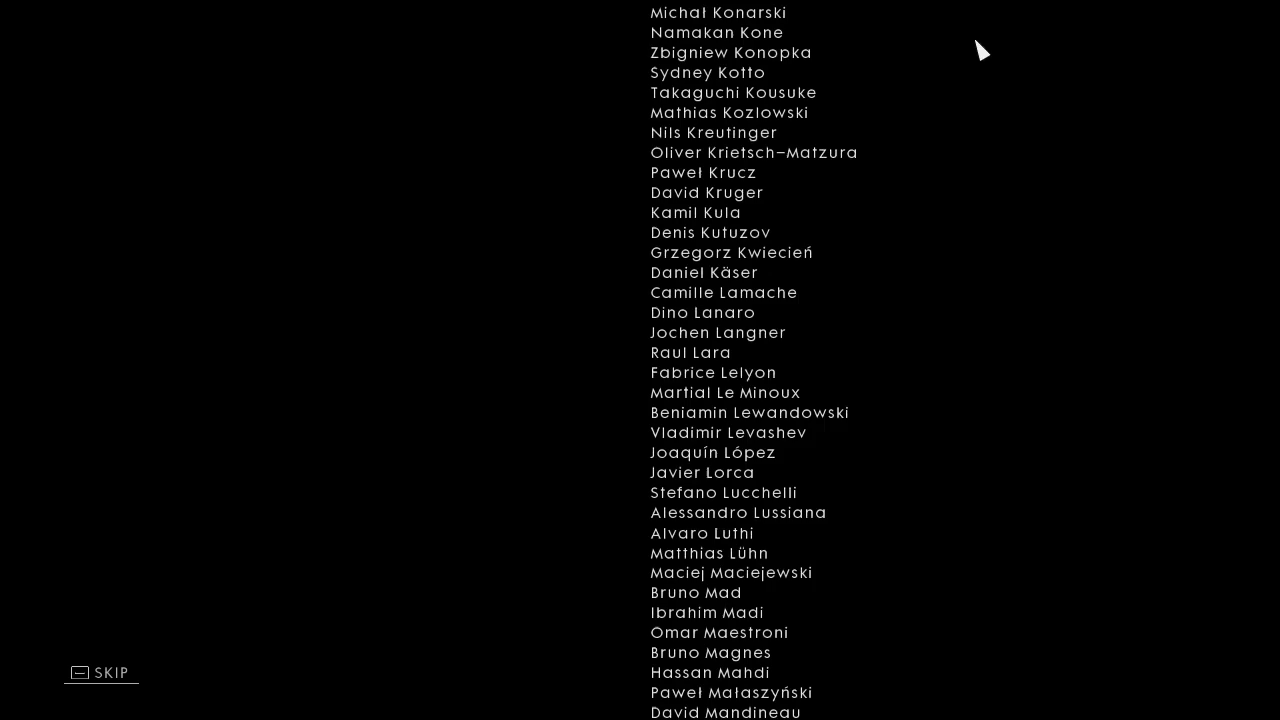 Michał Konarski
Namakan Kone
Zbigniew Konopka
Sydney Kotto
Takaguchi Kousuke
Mathias Kozlowski
Nils Kreutinger
Oliver Krietsch–Matzura
Paweł Krucz
David Kruger
Kamil Kula
Denis Kutuzov
Grzegorz Kwiecień
Daniel Käser
Camille Lamache
Dino Lanaro
Jochen Langner
Raul Lara
Fabrice Lelyon
Martial Le Minoux
Beniamin Lewandowski
Vladimir Levashev
Joaquín López
Javier Lorca
Stefano Lucchelli
Alessandro Lussiana
Alvaro Luthi
Matthias Lühn
Maciej Maciejewski
Bruno Mad
Ibrahim Madi
Omar Maestroni
Bruno Magnes
Hassan Mahdi
SKIP
Paweł Małaszyński
David Mandineau